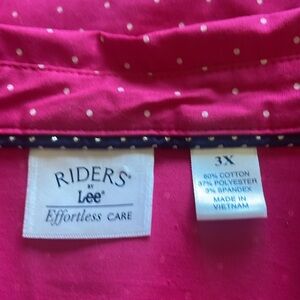 RIDERS®
BY
Lee®
Effortless CARE
3X
60% COTTON
37% POLYESTER
3% SPANDEX
MADE IN
VIETNAM